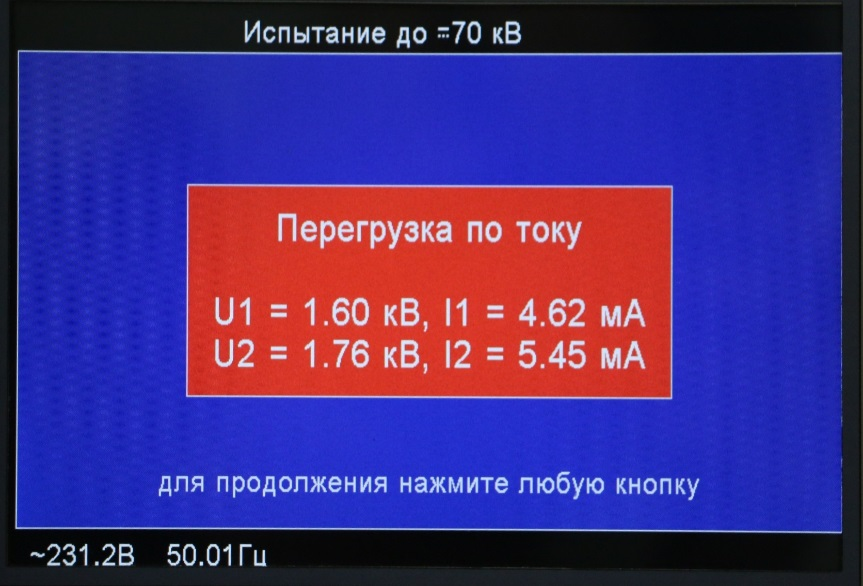 Испытание до =70 кВ
Перегрузка по току
U1 = 1.60 кВ, I1 = 4.62 мА
U2 = 1.76 кВ, I2 = 5.45 мА
для продолжения нажмите любую кнопку
~231.2В 50.01Гц